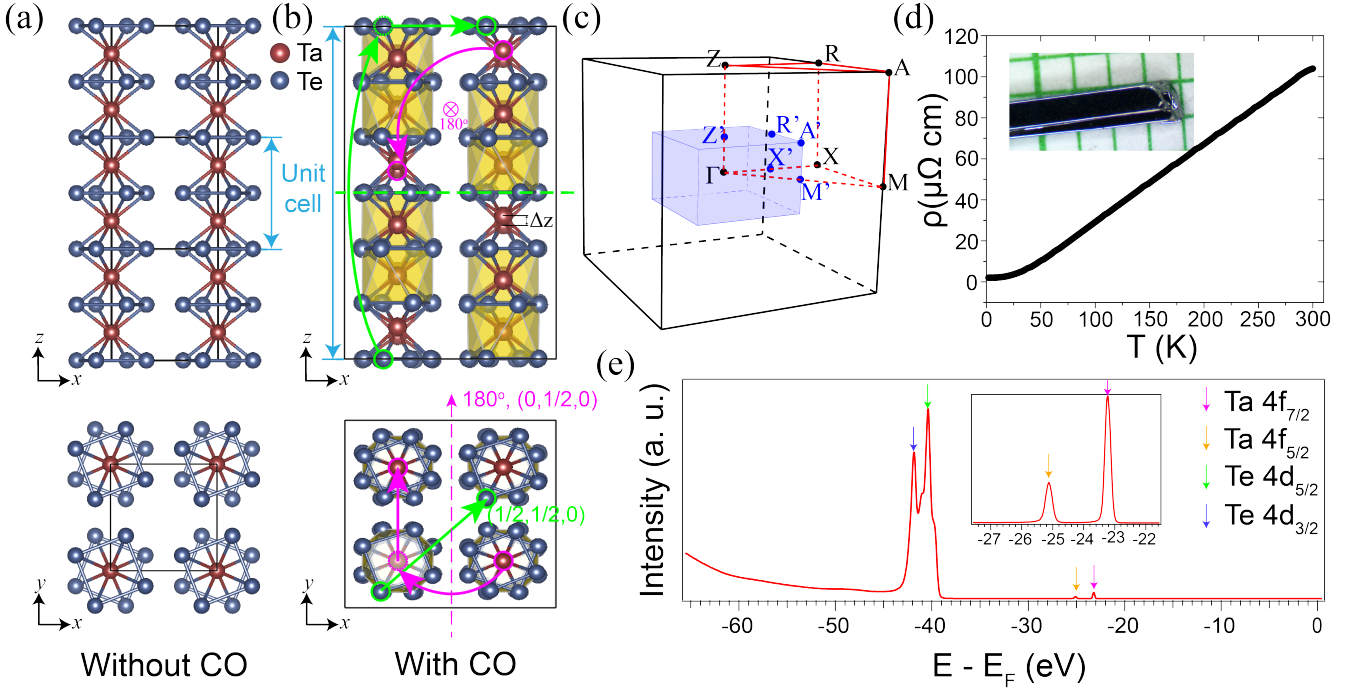 (a)
Ta
Te
Unit
cell
z
x
y
x
Without CO
(b)
⊗
180°
Δz
z
x
180°, (0,1/2,0)
(1/2,1/2,0)
y
x
With CO
(c)
Z
R
A
Z'
R'
A'
X'
X
Γ
M'
M
(d)
ρ(μΩ cm)
120
100
80
60
40
20
0
0
50
100
150
200
250
300
T (K)
(e)
Intensity (a. u.)
-27
-26
-25
-24
-23
-22
Ta 4f7/2
Ta 4f5/2
Te 4d5/2
Te 4d3/2
-60
-50
-40
-30
-20
-10
0
E - EF (eV)